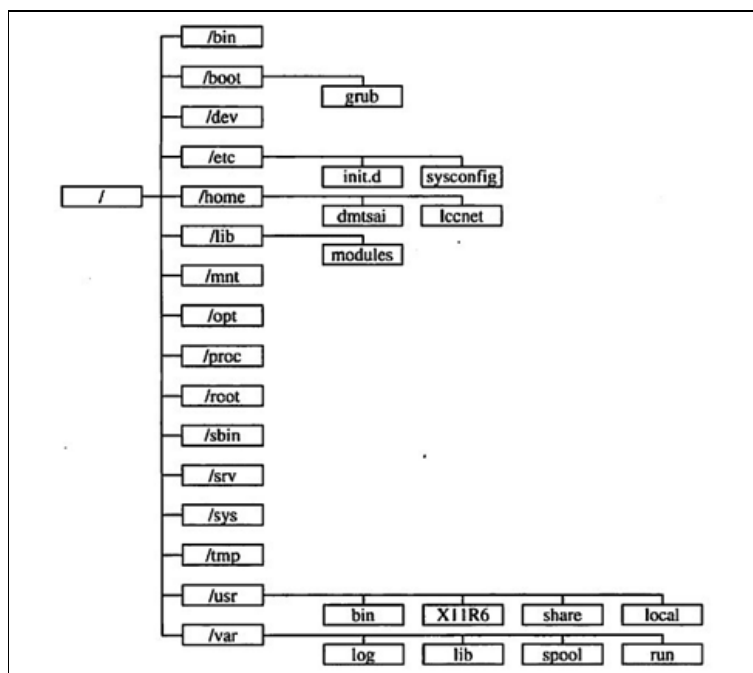 /bin
/boot
grub
/dev
/etc
init.d sysconfig
/ /home
dmtsai lccnet
/lib
modules
/mnt
/opt
/proc
/root
/sbin
/srv
/sys
/tmp
/usr
bin X11R6 share local
/var
log lib spool run